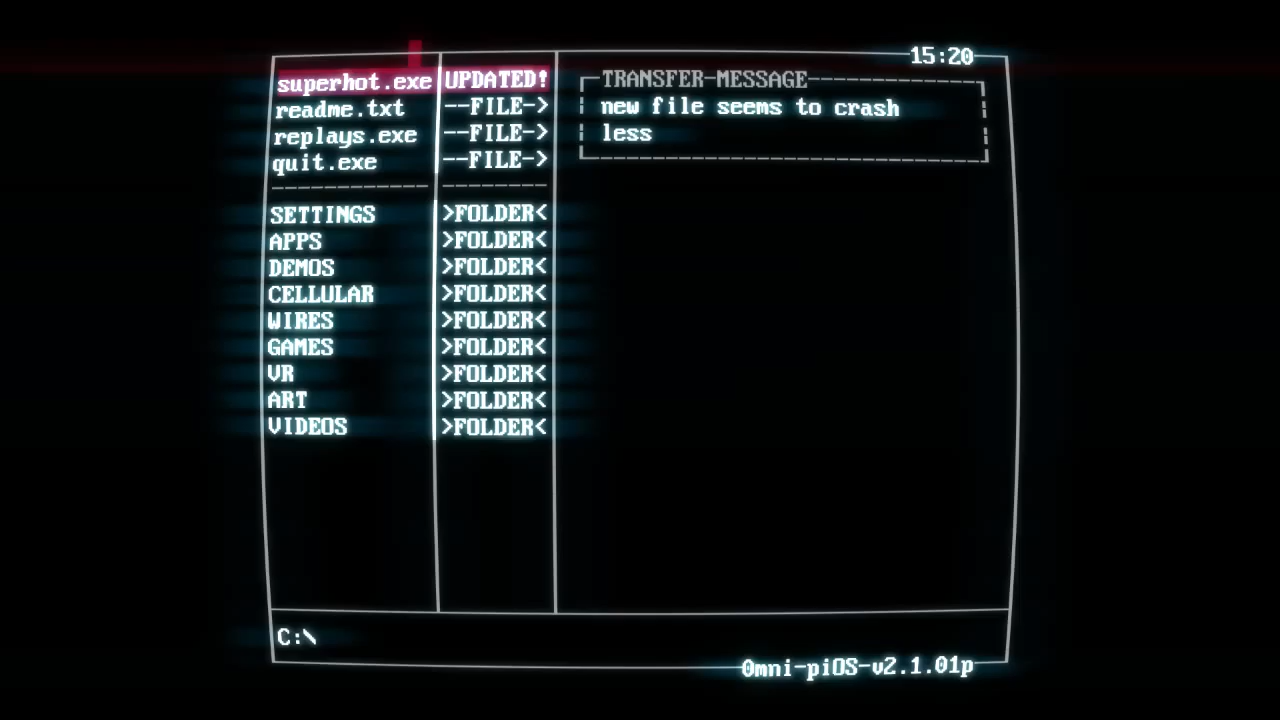 15:20
superhot.exe UPDATED!
readme.txt --FILE->
replays.exe --FILE->
quit.exe --FILE->
SETTINGS >FOLDER<
APPS >FOLDER<
DEMOS >FOLDER<
CELLULAR >FOLDER<
WIRES >FOLDER<
GAMES >FOLDER<
VR >FOLDER<
ART >FOLDER<
VIDEOS >FOLDER<
TRANSFER-MESSAGE
new file seems to crash
less
C:\
Omni-piOS-v2.1.01p